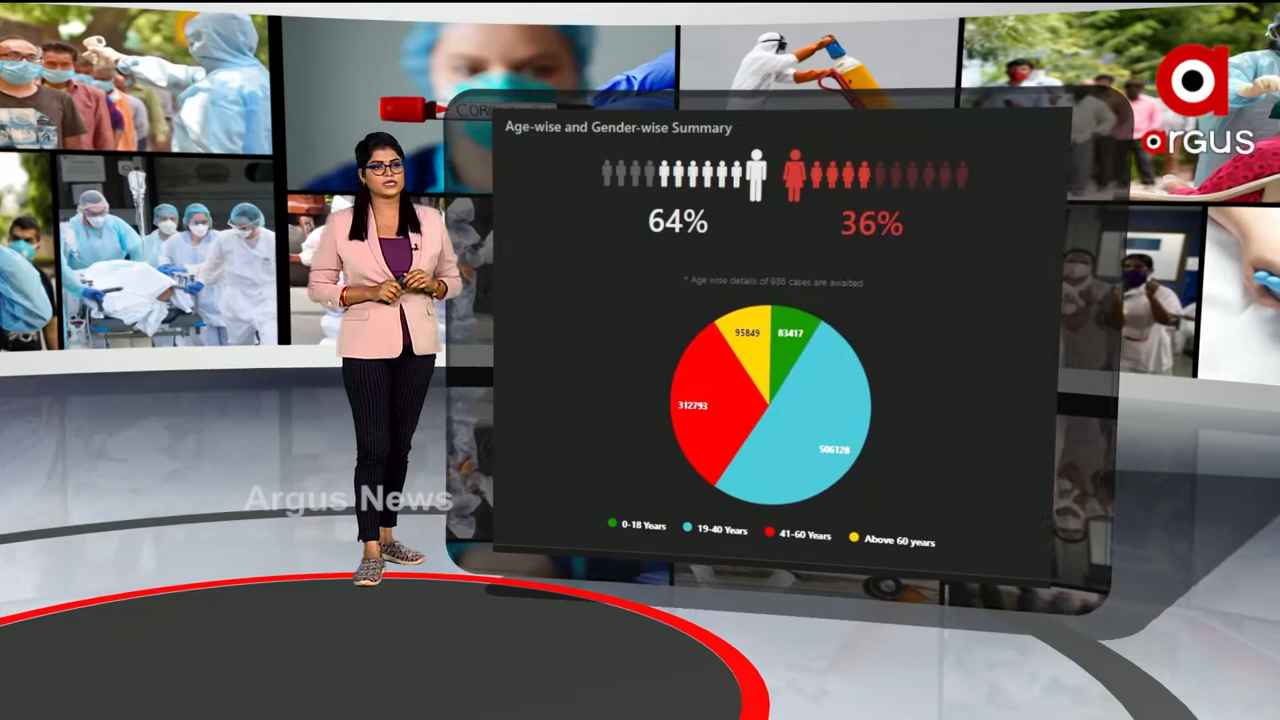 argus
Age-wise and Gender-wise Summary
64%
36%
* Age wise details of 986 cases are awaited
95849
83417
312793
506128
0-18 Years
19-40 Years
41-60 Years
Above 60 years
Argus News